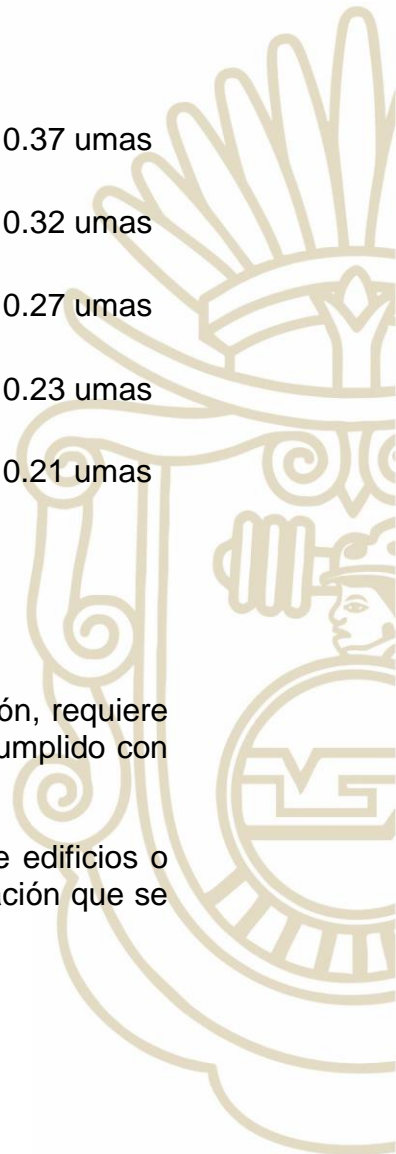 0.37 umas
0.32 umas
0.27 umas
0.23 umas
0.21 umas
ón, requiere
umplido con
e edificios o
ación que se